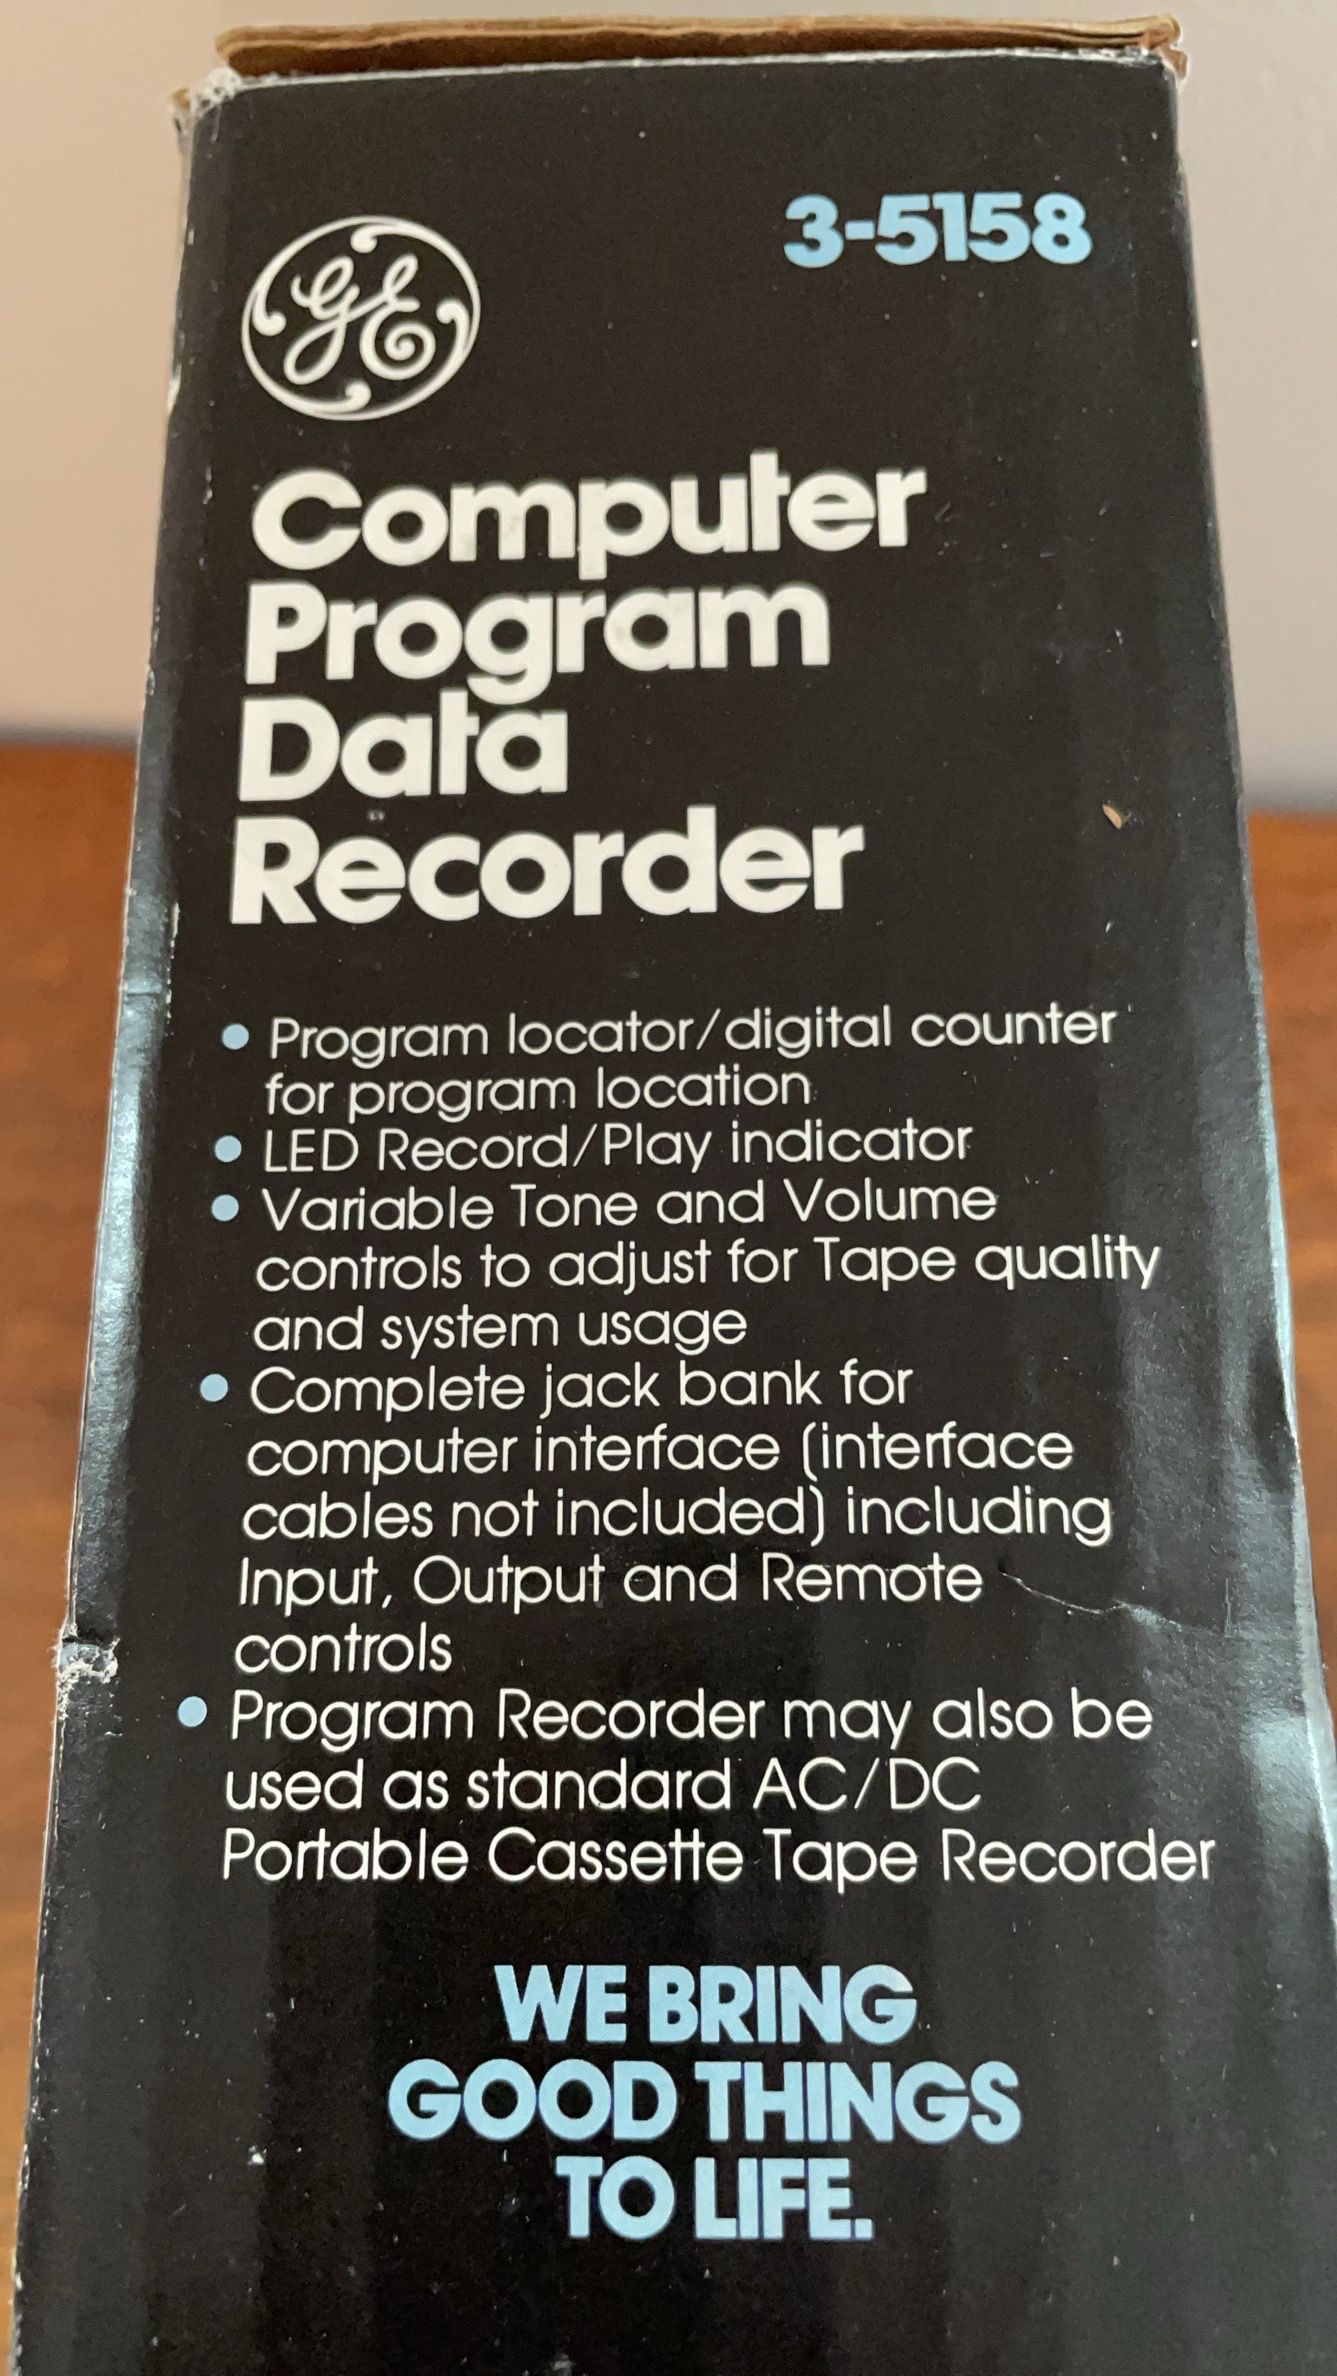 3-5158
GE
Computer
Program
Data
Recorder
• Program locator/digital counter
for program location
• LED Record/Play indicator
• Variable Tone and Volume
controls to adjust for Tape quality
and system usage
• Complete jack bank for
computer interface (interface
cables not included) including
Input, Output and Remote
controls
• Program Recorder may also be
used as standard AC/DC
Portable Cassette Tape Recorder
WE BRING
GOOD THINGS
TO LIFE.